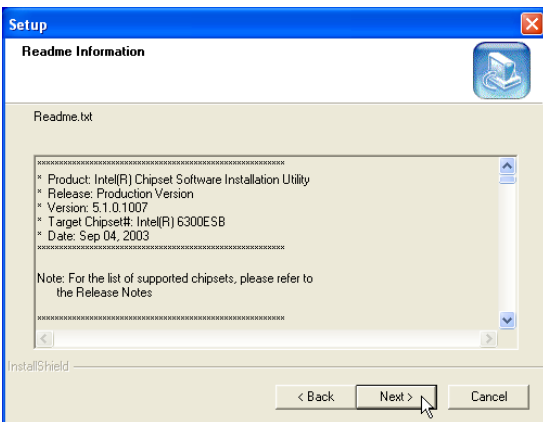 Setup
Readme Information
Readme.txt
*******************************************************
* Product: Intel(R) Chipset Software Installation Utility
* Release: Production Version
* Version: 5.1.0.1007
* Target Chipset#: Intel(R) 6300ESB
* Date: Sep 04, 2003
*******************************************************
Note: For the list of supported chipsets, please refer to
the Release Notes
*******************************************************
InstallShield
< Back
Next >
Cancel